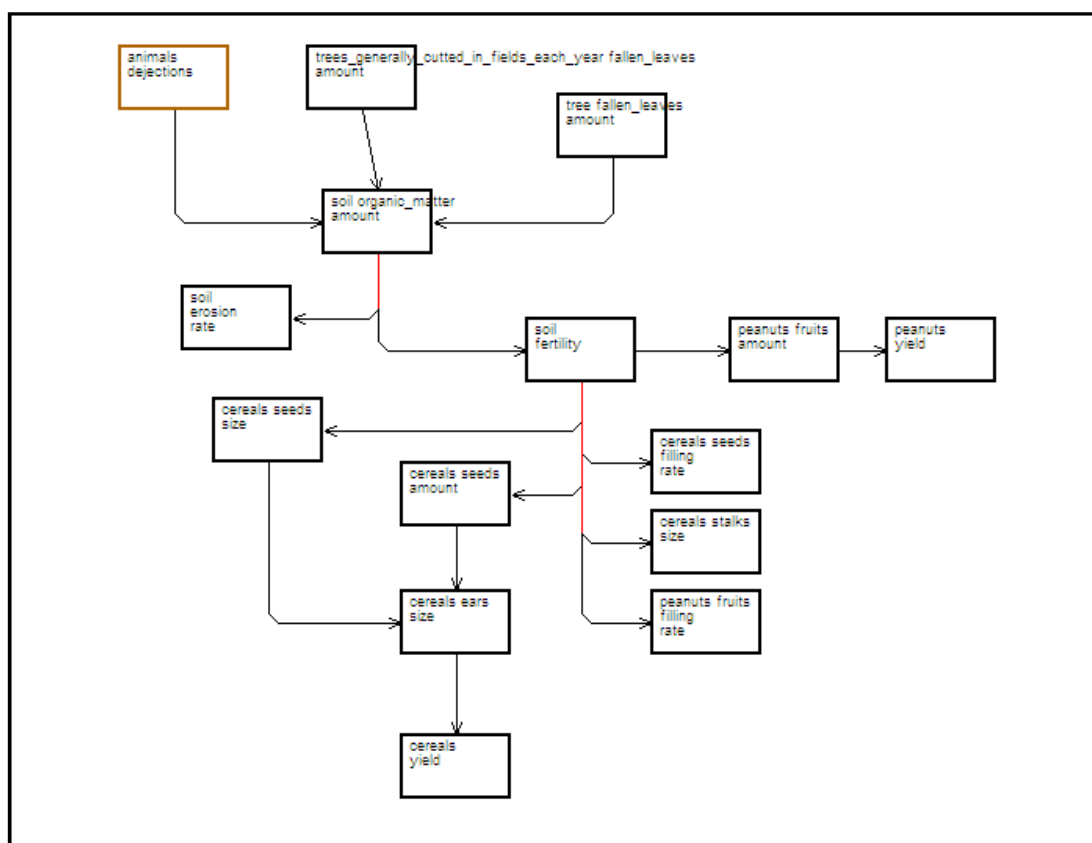 animals
dejections
trees_generally_cutted_in_fields_each_year fallen_leaves
amount
tree fallen_leaves
amount
soil organic_matter
amount
soil
erosion
rate
soil
fertility
peanuts fruits
amount
peanuts
yield
cereals seeds
size
cereals seeds
filling
rate
cereals seeds
amount
cereals stalks
size
cereals ears
size
peanuts fruits
filling
rate
cereals
yield